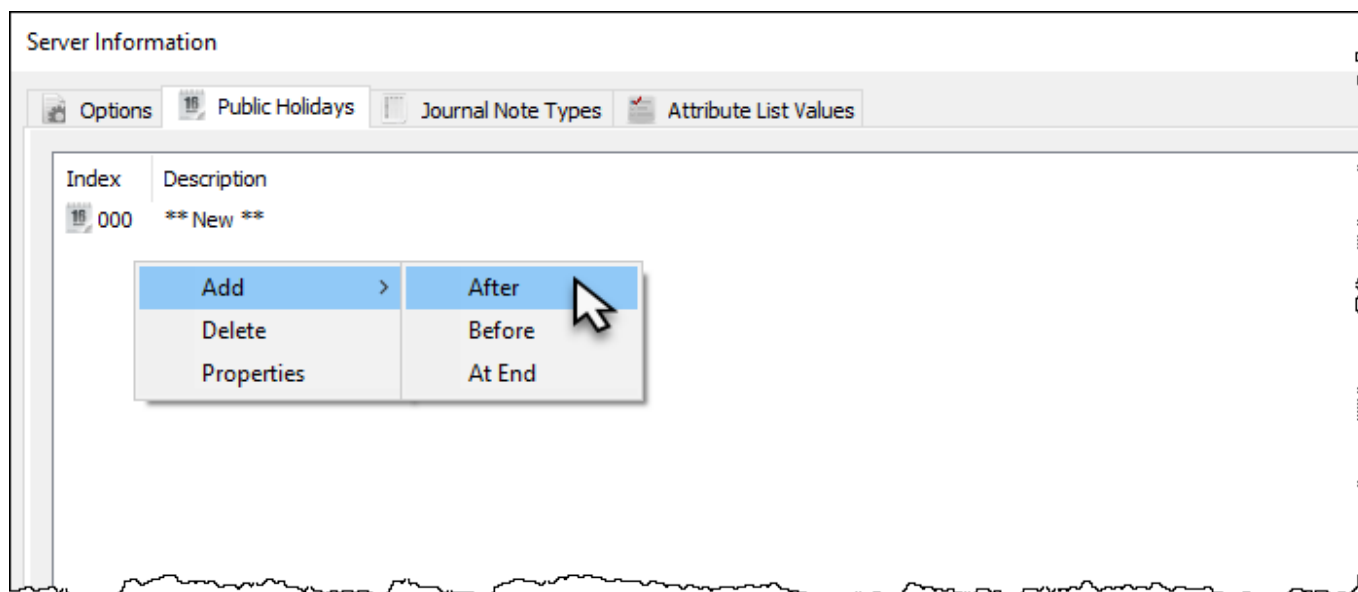 Server Information
Options Public Holidays Journal Note Types Attribute List Values
Index Description
000 ** New **
Add > After
Delete Before
Properties At End